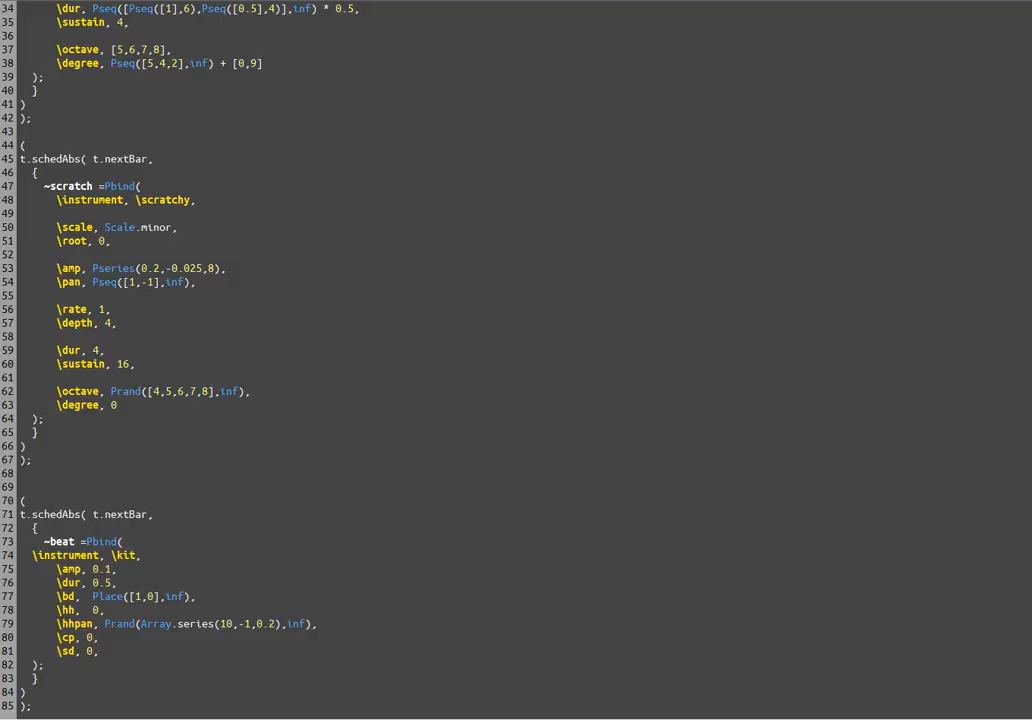 34 \dur, Pseq([Pseq([1],6),Pseq([0.5],4)],inf) * 0.5,
35 \sustain, 4,
36
37 \octave, [5,6,7,8],
38 \degree, Pseq([5,4,2],inf) + [0,9]
39 );
40 }
41 )
42 );
43
44 (
45 t.schedAbs( t.nextBar,
46 {
47 ~scratch =Pbind(
48 \instrument, \scratchy,
49
50 \scale, Scale.minor,
51 \root, 0,
52
53 \amp, Pseries(0.2,-0.025,8),
54 \pan, Pseq([1,-1],inf),
55
56 \rate, 1,
57 \depth, 4,
58
59 \dur, 4,
60 \sustain, 16,
61
62 \octave, Prand([4,5,6,7,8],inf),
63 \degree, 0
64 );
65 }
66 )
67 );
68
69
70 (
71 t.schedAbs( t.nextBar,
72 {
73 ~beat =Pbind(
74 \instrument, \kit,
75 \amp, 0.1,
76 \dur, 0.5,
77 \bd,  Place([1,0],inf),
78 \hh,  0,
79 \hhpan, Prand(Array.series(10,-1,0.2),inf),
80 \cp, 0,
81 \sd, 0,
82 );
83 }
84 )
85 );